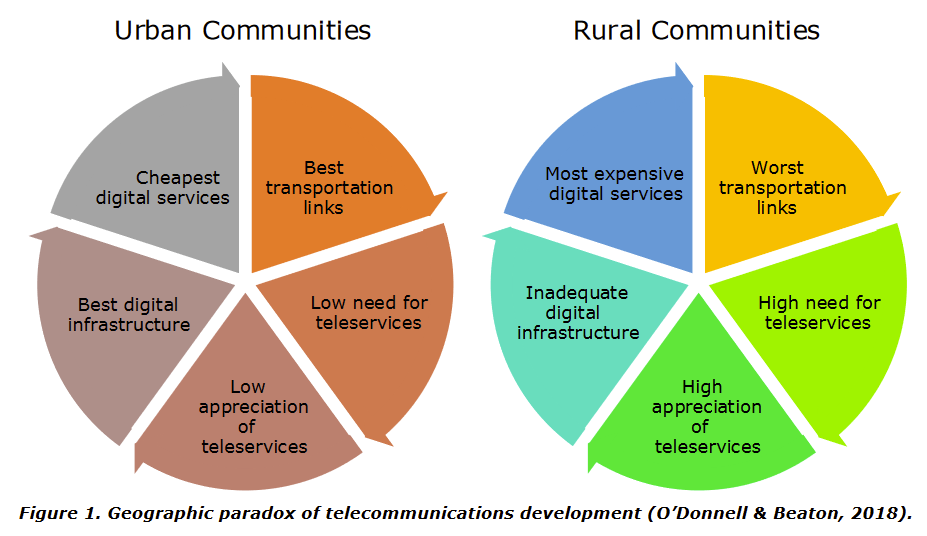 Urban Communities
Rural Communities
Cheapest
digital services
Best
transportation
links
Low need for
teleservices
Low
appreciation
of
teleservices
Best digital
infrastructure
Most expensive
digital services
Worst
transportation
links
High need for
teleservices
High
appreciation
of
teleservices
Inadequate
digital
infrastructure
Figure 1. Geographic paradox of telecommunications development (O’Donnell & Beaton, 2018).